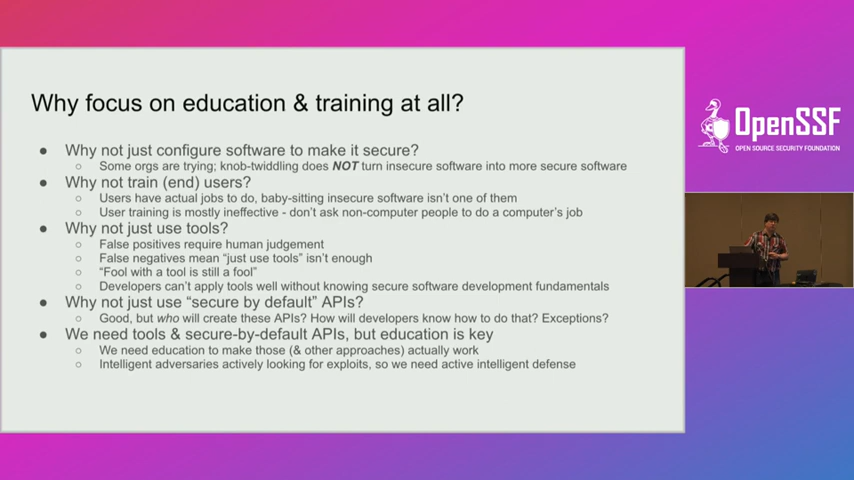 Why focus on education & training at all?
● Why not just configure software to make it secure?
○ Some orgs are trying; knob-twiddling does NOT turn insecure software into more secure software
● Why not train (end) users?
○ Users have actual jobs to do, baby-sitting insecure software isn't one of them
○ User training is mostly ineffective - don't ask non-computer people to do a computer's job
● Why not just use tools?
○ False positives require human judgement
○ False negatives mean "just use tools" isn't enough
○ "Fool with a tool is still a fool"
○ Developers can't apply tools well without knowing secure software development fundamentals
● Why not just use "secure by default" APIs?
○ Good, but who will create these APIs? How will developers know how to do that? Exceptions?
● We need tools & secure-by-default APIs, but education is key
○ We need education to make those (& other approaches) actually work
○ Intelligent adversaries actively looking for exploits, so we need active intelligent defense
OpenSSF
OPEN SOURCE SECURITY FOUNDATION